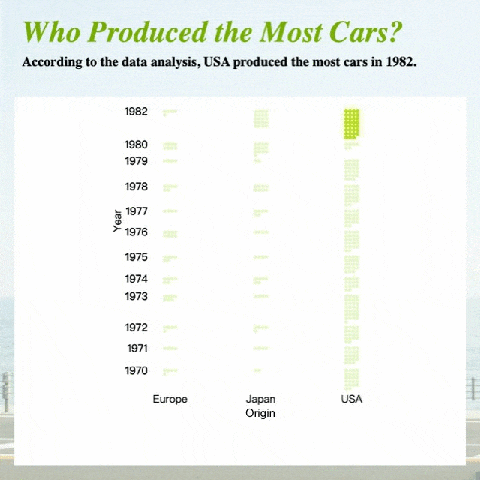 Who Produced the Most Cars?
According to the data analysis, USA produced the most cars in 1982.
1982
1980
1979
1978
1977
Year
1976
1975
1974
1973
1972
1971
1970
Europe
Japan
USA
Origin